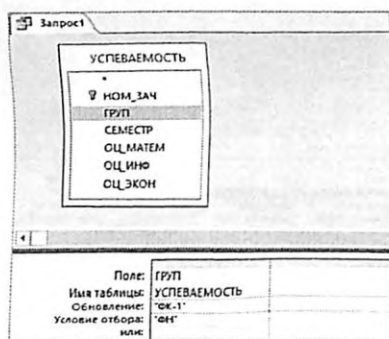 Запрос1
УСПЕВАЕМОСТЬ
*
НОМ_ЗАЧ
ГРУП
СЕМЕСТР
ОЦ_МАТЕМ
ОЦ_ИНФ
ОЦ_ЭКОН
Поле: ГРУП
Имя таблицы: УСПЕВАЕМОСТЬ
Обновление: "ФК-1"
Условие отбора: "ФН"
или: